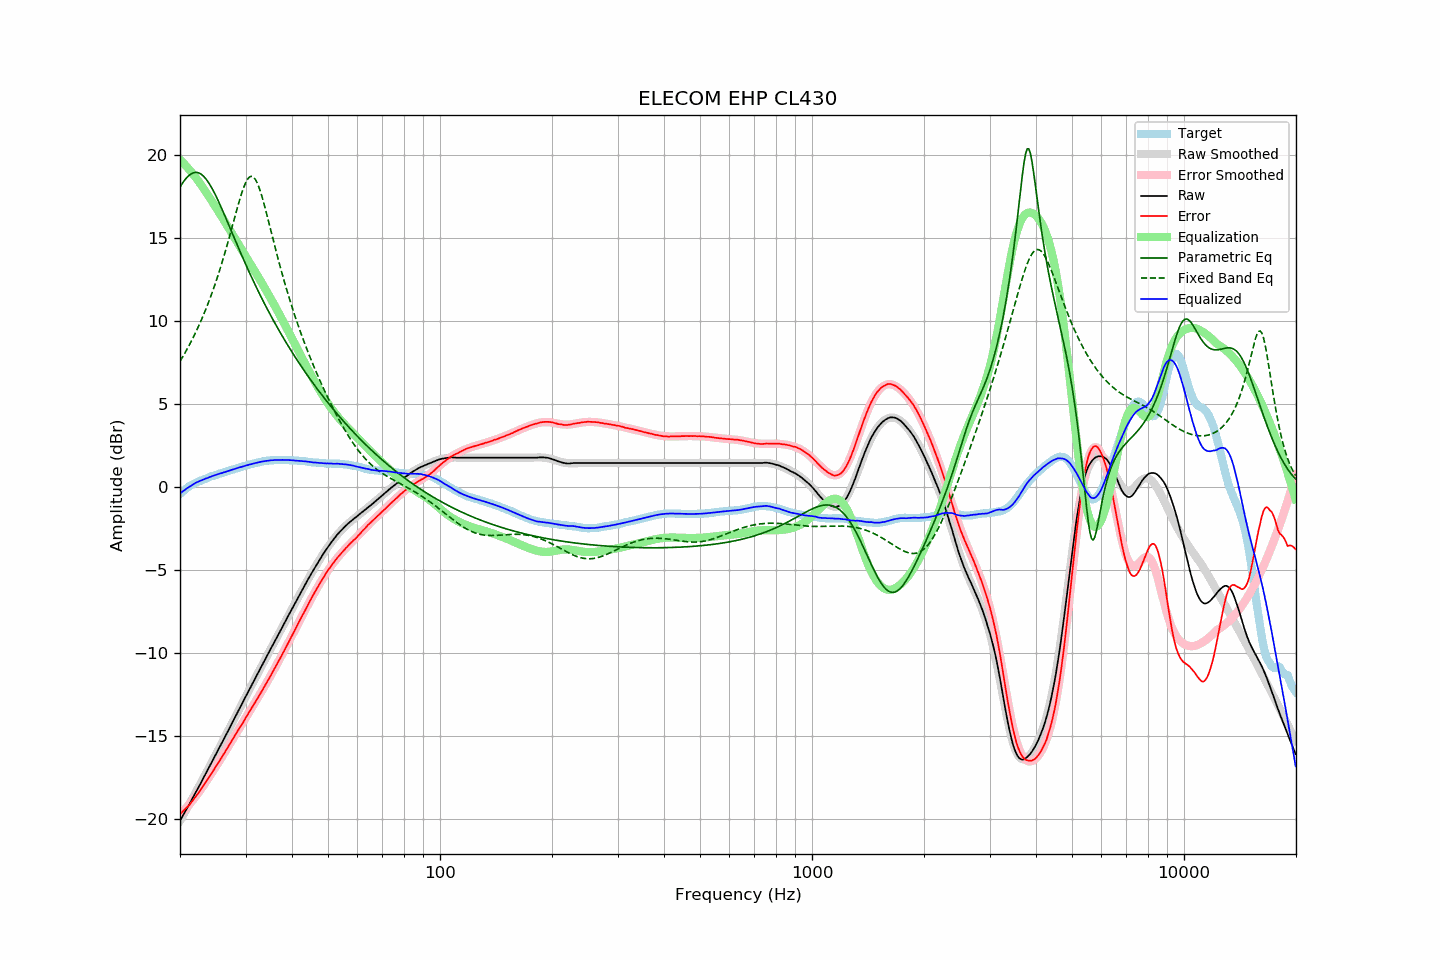 ELECOM EHP CL430
Target
Raw Smoothed
Error Smoothed
Raw
Error
Equalization
Parametric Eq
Fixed Band Eq
Equalized
20
15
10
5
0
−5
−10
−15
−20
Amplitude (dBr)
100
1000
10000
Frequency (Hz)